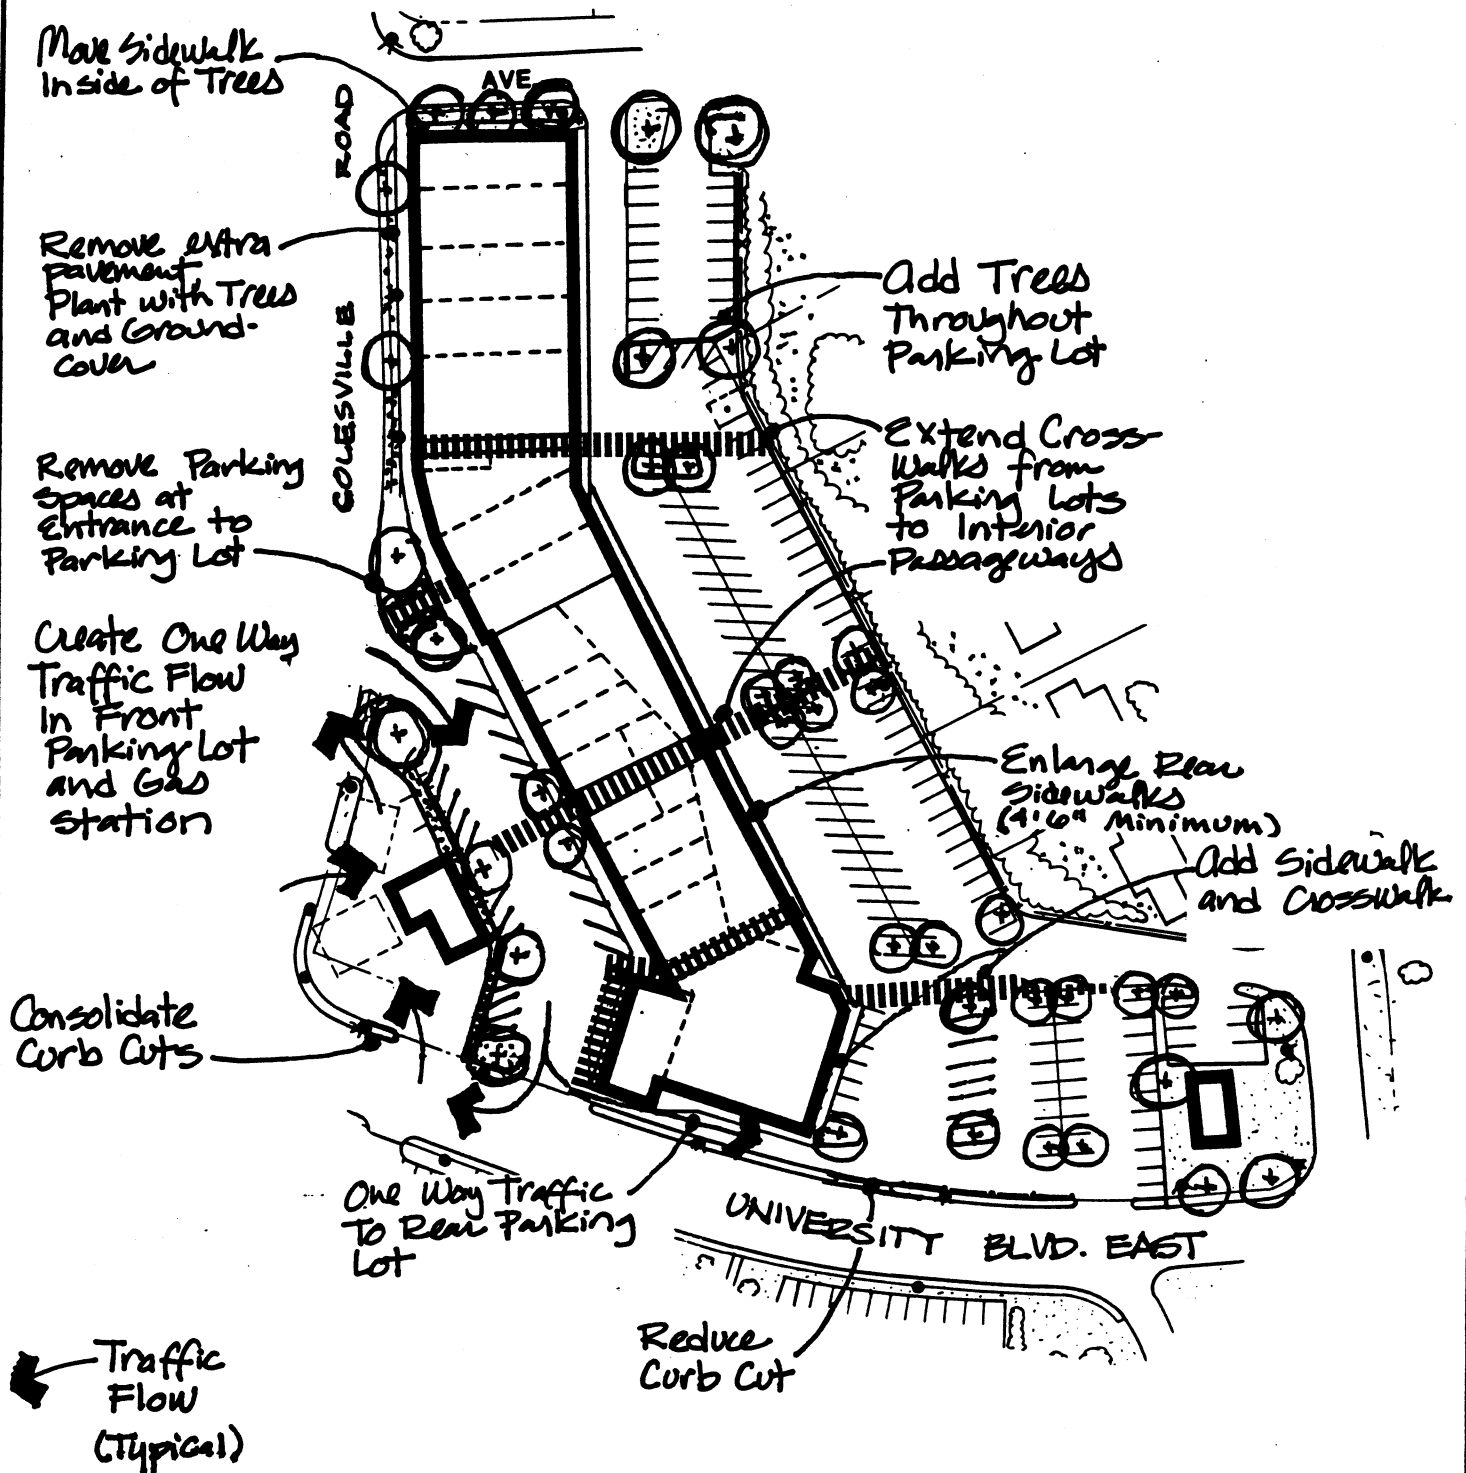 Move Sidewalk
Inside of Trees
AVE.
ROAD
COLESVILLE
Remove extra
pavement
Plant with Trees
and Ground-
cover
Remove Parking
Spaces at
Entrance to
Parking Lot
Create One Way
Traffic Flow
In Front
Parking Lot
and Gas
Station
Consolidate
Curb Cuts
Add Trees
Throughout
Parking Lot
Extend Cross-
walks from
Parking Lots
to Interior
Passageways
Enlarge Rear
Sidewalks
(4'6" Minimum)
Add Sidewalk
and Crosswalk
One Way Traffic
To Rear Parking
Lot
UNIVERSITY BLVD. EAST
Reduce
Curb Cut
Traffic
Flow
(Typical)